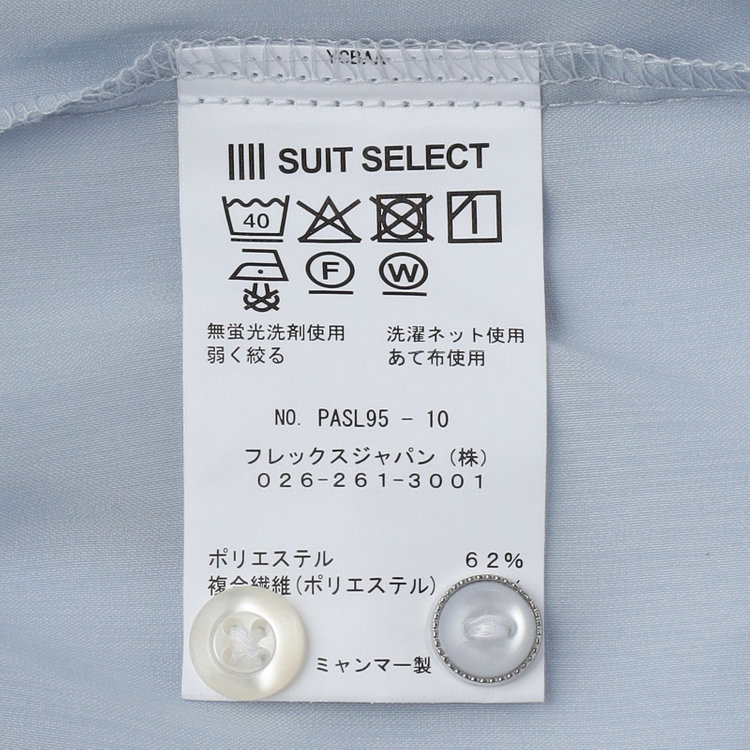 SUIT SELECT
40
F W
無蛍光洗剤使用 洗濯ネット使用
弱く絞る あて布使用
NO. PASL95 - 10
フレックスジャパン（株）
026-261-3001
ポリエステル 62%
複合繊維(ポリエステル)
ミャンマー製